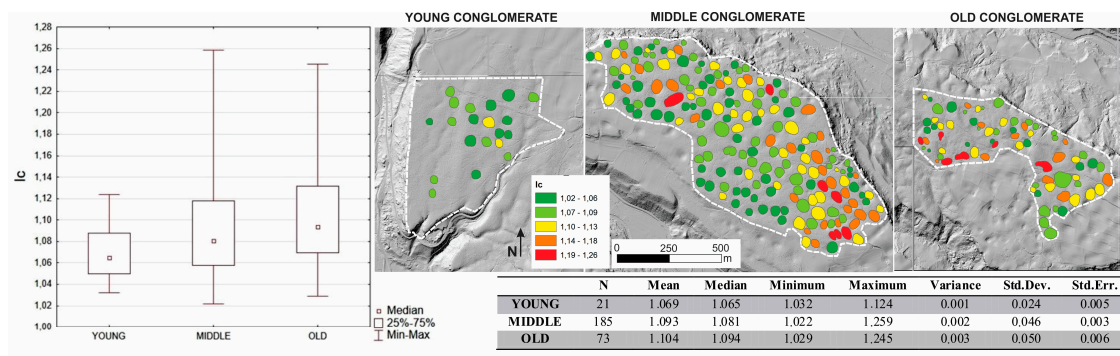 YOUNG CONGLOMERATE
MIDDLE CONGLOMERATE
OLD CONGLOMERATE
Ic
1,28
1,26
1,24
1,22
1,20
1,18
1,16
1,14
1,12
1,10
1,08
1,06
1,04
1,02
1,00
YOUNG MIDDLE OLD
Median
25%-75%
Min-Max
Ic
1,02 - 1,06
1,07 - 1,09
1,10 - 1,13
1,14 - 1,18
1,19 - 1,26
N
0 250 500
m
N Mean Median Minimum Maximum Variance Std.Dev. Std.Err.
YOUNG 21 1.069 1.065 1.032 1.124 0.001 0.024 0.005
MIDDLE 185 1.093 1.081 1.022 1.259 0.002 0.046 0.003
OLD 73 1.104 1.094 1.029 1.245 0.003 0.050 0.006